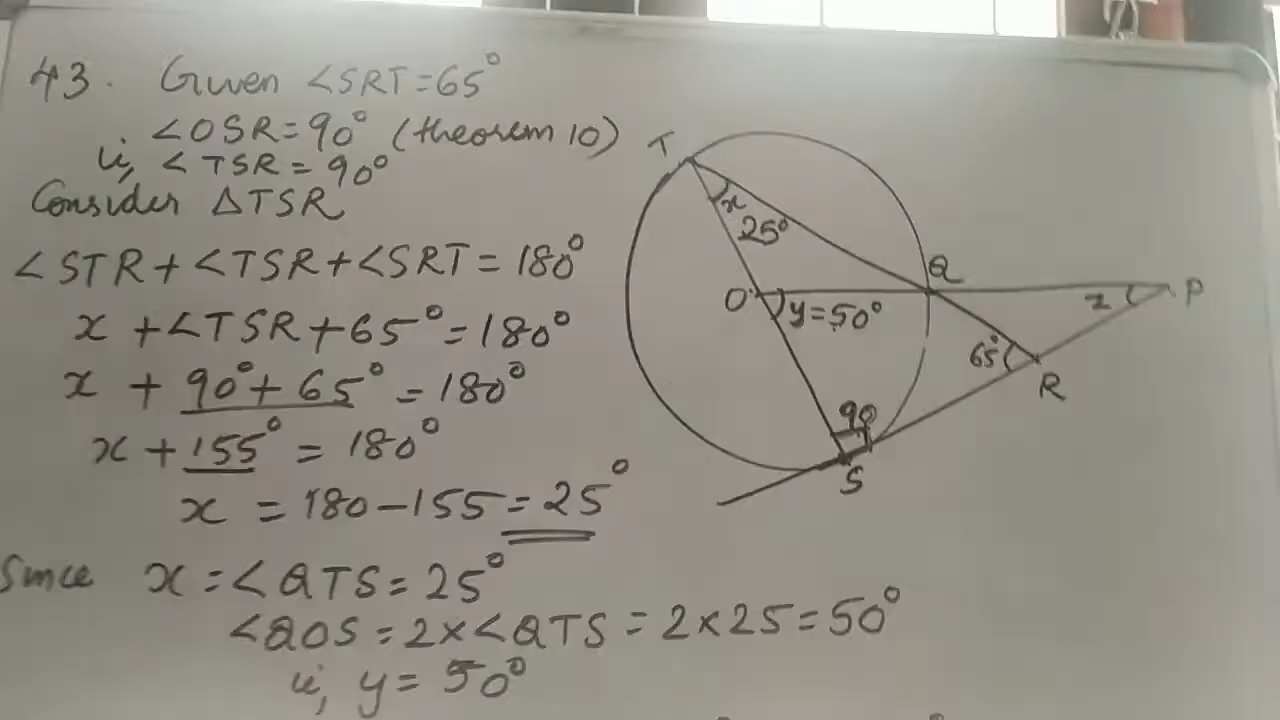 43. Given ∠SRT=65°
∠OSR=90° (theorem 10)
ie, ∠TSR=90°
Consider ΔTSR
∠STR+∠TSR+∠SRT=180°
x+∠TSR+65°=180°
x+90°+65°=180°
x+155°=180°
x=180-155=25°
Since x=∠QTS=25°
∠QOS=2×∠QTS=2×25=50°
ie, y=50°
T
x
25°
Q
O
y=50°
z
P
65°
R
90
S